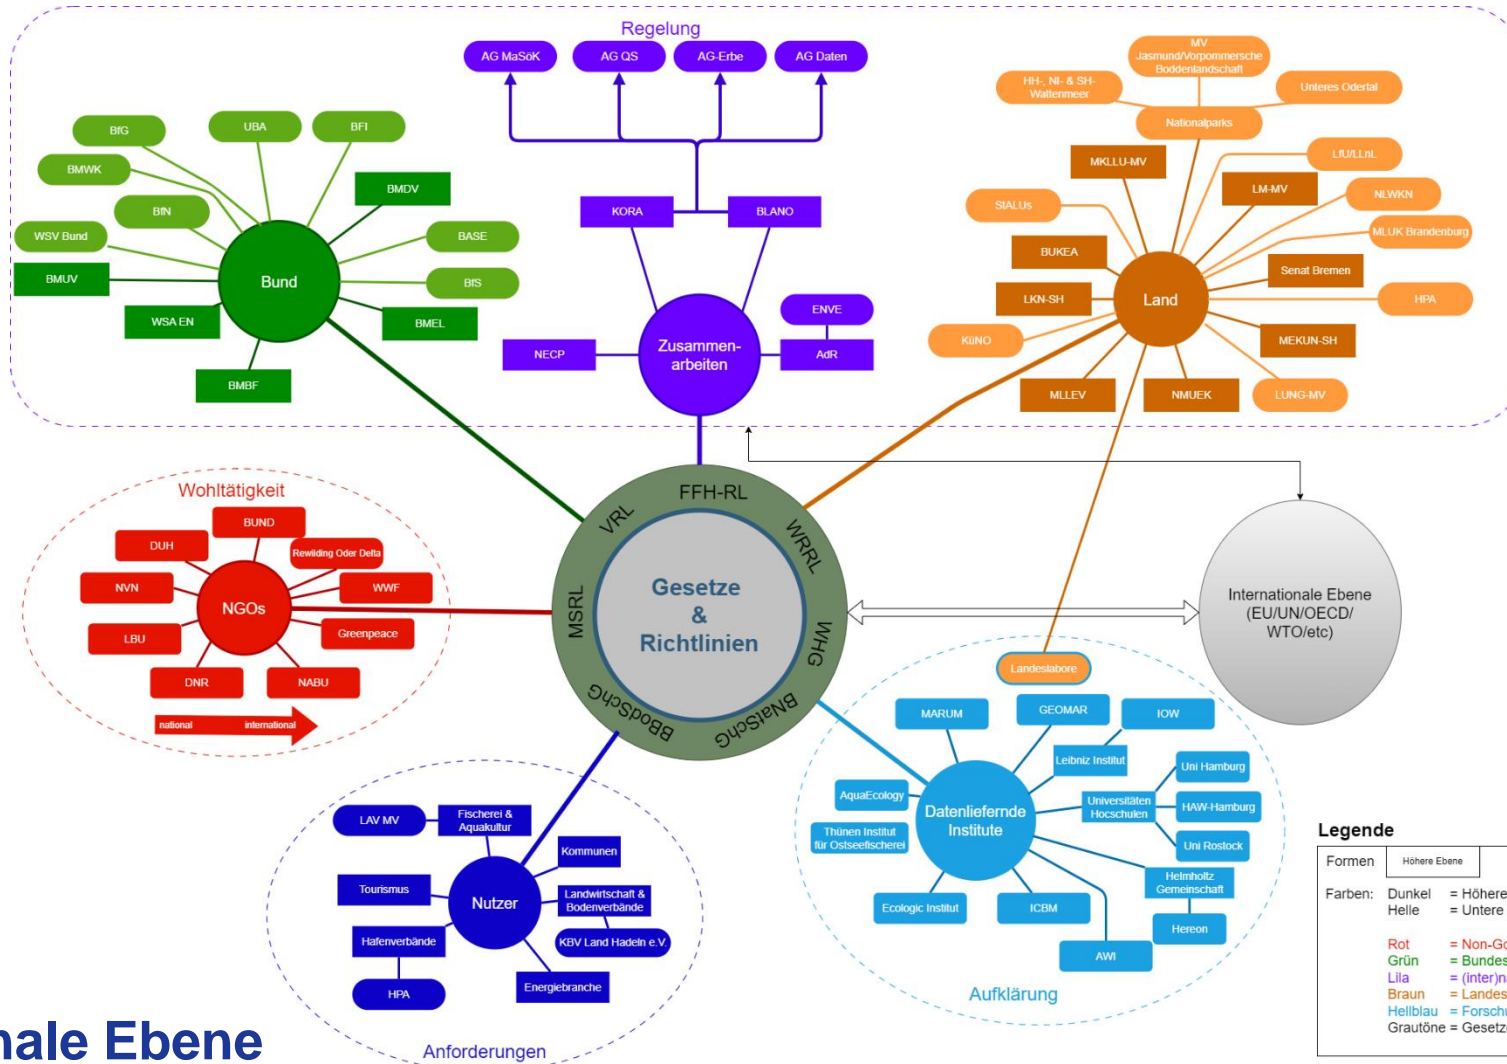 Regelung
AG MaSöK
AG QS
AG-Erbe
AG Daten
MV
Jasmund/Vorpommersche
Boddenlandschaft
HH-, NI- & SH-
Wattenmeer
Unteres Odertal
Nationalparks
BfG
UBA
BFI
BMWK
BMDV
BfN
WSV Bund
BASE
BMUV
Bund
BfS
WSA EN
BMEL
BMBF
KORA
BLANO
ENVE
NECP
Zusammen-
arbeiten
AdR
MKLLU-MV
LfU/LLnL
LM-MV
NLWKN
StALUs
MLUK Brandenburg
BUKEA
Senat Bremen
LKN-SH
Land
HPA
KüNO
MEKUN-SH
MLLEV
NMUEK
LUNG-MV
Wohltätigkeit
BUND
DUH
Rewilding Oder Delta
NVN
WWF
NGOs
LBU
Greenpeace
DNR
NABU
national
international
FFH-RL
VRL
WRRL
MSRL
WHG
BBodSchG
BNatSchG
Gesetze
&
Richtlinien
Internationale Ebene
(EU/UN/OECD/
WTO/etc)
Landeslabore
MARUM
GEOMAR
IOW
Leibniz Institut
Uni Hamburg
AquaEcology
Datenliefernde
Institute
Universitäten
Hochschulen
HAW-Hamburg
Thünen Institut
für Ostseefischerei
Uni Rostock
Helmholtz
Gemeinschaft
Ecologic Institut
ICBM
Hereon
AWI
Aufklärung
LAV MV
Fischerei &
Aquakultur
Kommunen
Tourismus
Nutzer
Landwirtschaft &
Bodenverbände
Hafenverbände
KBV Land Hadeln e.V.
HPA
Energiebranche
Anforderungen
Legende
Formen
Höhere Ebene
Farben: Dunkel = Höhere
Helle = Untere
Rot = Non-Go
Grün = Bundes
Lila = (inter)na
Braun = Landes
Hellblau = Forschu
Grautöne = Gesetz
nale Ebene